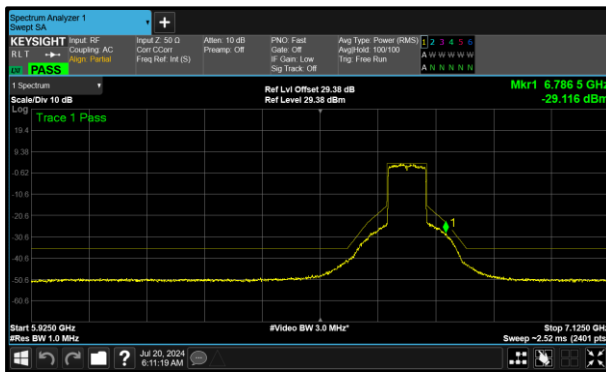 Spectrum Analyzer 1
Swept SA
KEYSIGHT
RLT
PASS
Input: RF
Coupling: AC
Align: Partial
Input Z: 50 Ω
Corr CCorr
Freq Ref: Int (S)
Atten: 10 dB
Preamp: Off
PNO: Fast
Gate: Off
IF Gain: Low
Sig Track: Off
Avg Type: Power (RMS)
Avg|Hold: 100/100
Trig: Free Run
1 2 3 4 5 6
A W W W W W
A N N N N N
1 Spectrum
Scale/Div 10 dB
Ref Lvl Offset 29.38 dB
Ref Level 29.38 dBm
Mkr1 6.786 5 GHz
-29.116 dBm
Log
Trace 1 Pass
19.4
9.38
-0.62
-10.6
-20.6
-30.6
-40.6
-50.6
-60.6
1
Start 5.9250 GHz
#Res BW 1.0 MHz
#Video BW 3.0 MHz*
Stop 7.1250 GHz
Sweep ~2.52 ms (2401 pts)
?
Jul 20, 2024
6:11:19 AM